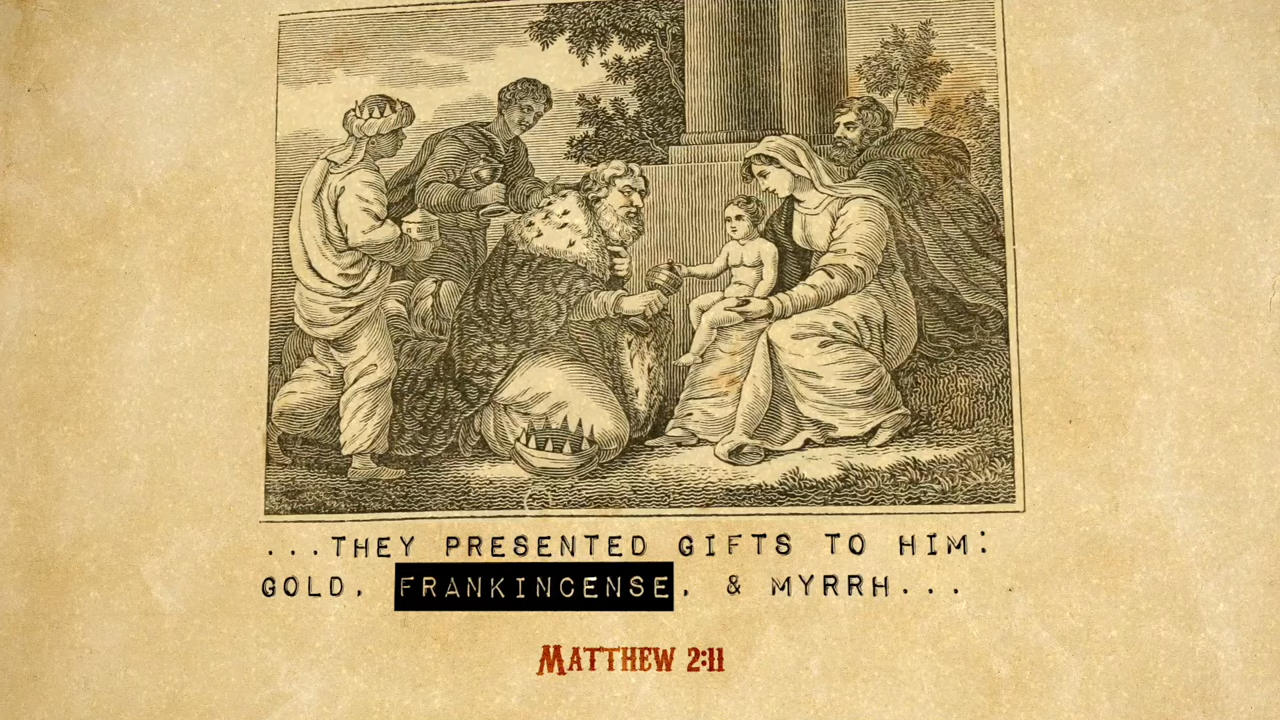 ...THEY PRESENTED GIFTS TO HIM:
GOLD, FRANKINCENSE, & MYRRH...
MATTHEW 2:11